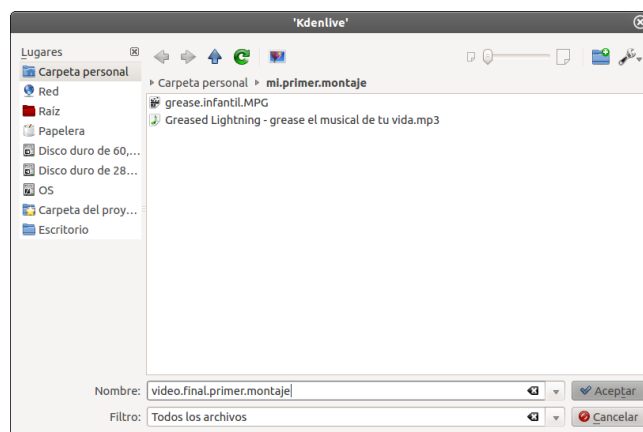 'Kdenlive'
Lugares
Carpeta personal
Red
Raíz
Papelera
Disco duro de 60,...
Disco duro de 28...
OS
Carpeta del proy...
Escritorio
Carpeta personal mi.primer.montaje
grease.infantil.MPG
Greased Lightning - grease el musical de tu vida.mp3
Nombre: video.final.primer.montaje Aceptar
Filtro: Todos los archivos Cancelar